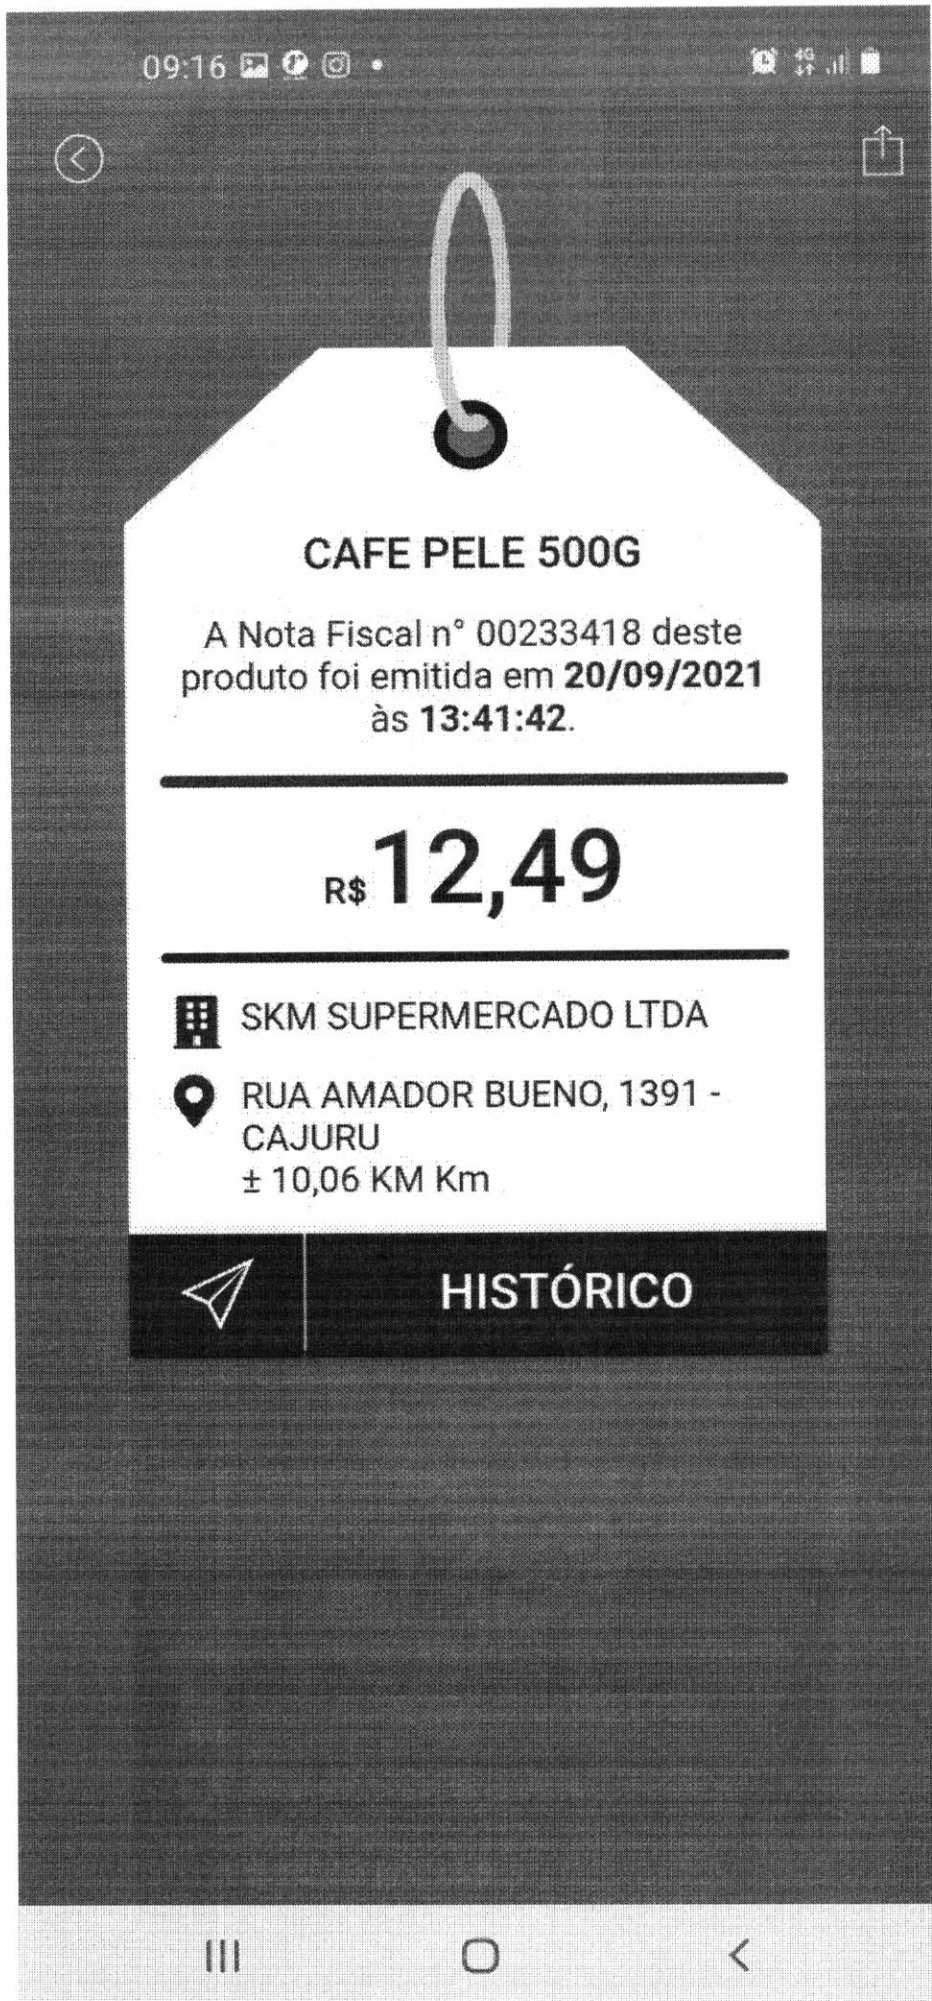 09:16
4G
CAFE PELE 500G
A Nota Fiscal n° 00233418 deste
produto foi emitida em 20/09/2021
às 13:41:42.
R$12,49
SKM SUPERMERCADO LTDA
RUA AMADOR BUENO, 1391 -
CAJURU
± 10,06 KM Km
HISTÓRICO